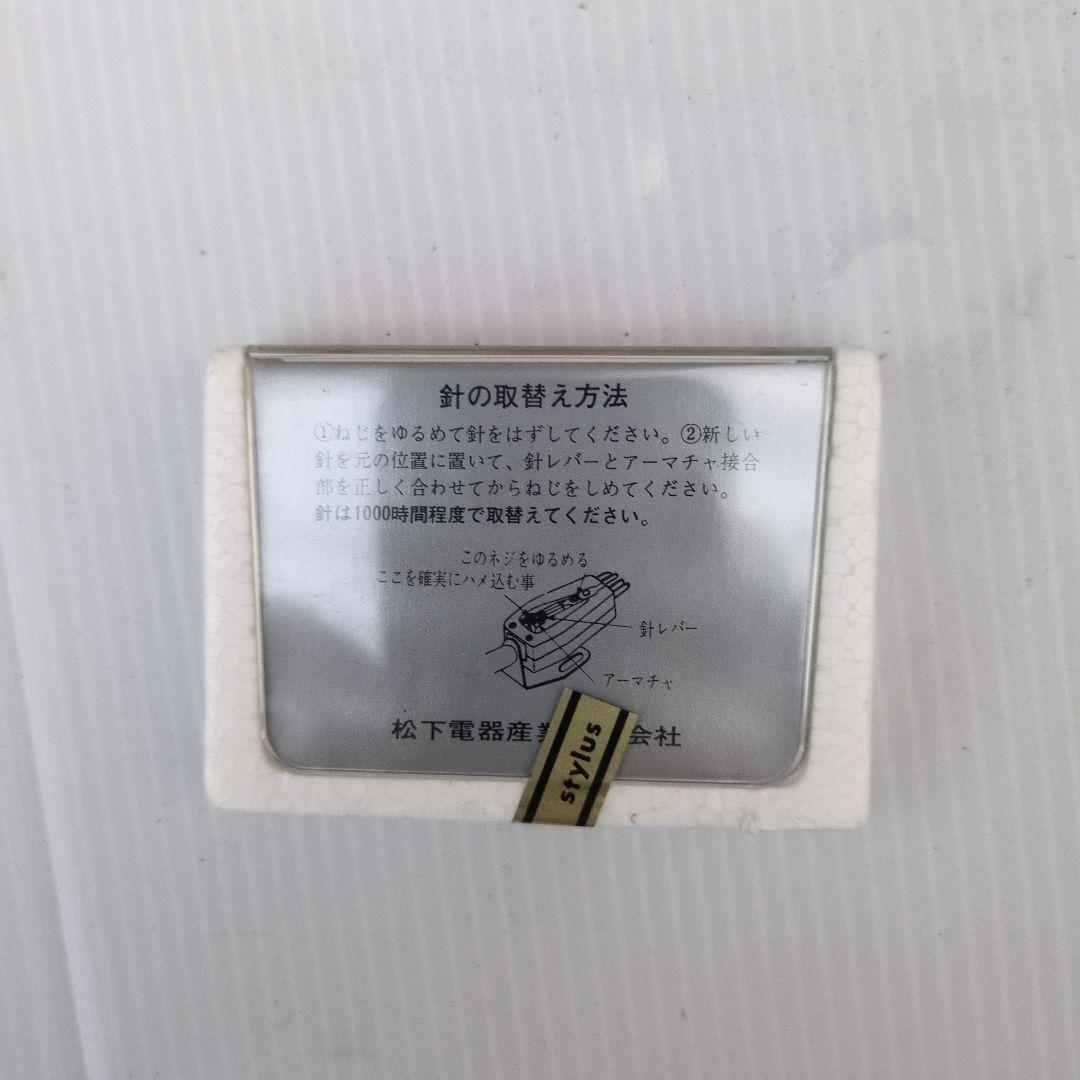 針の取替え方法
①ねじをゆるめて針をはずしてください。②新しい
針を元の位置に置いて、針レバーとアーマチャ接合
部を正しく合わせてからねじをしめてください。
針は1000時間程度で取替えてください。
このネジをゆるめる
ここを確実にハメ込む事
針レバー
アーマチャ
松下電器産業 会社
stylus